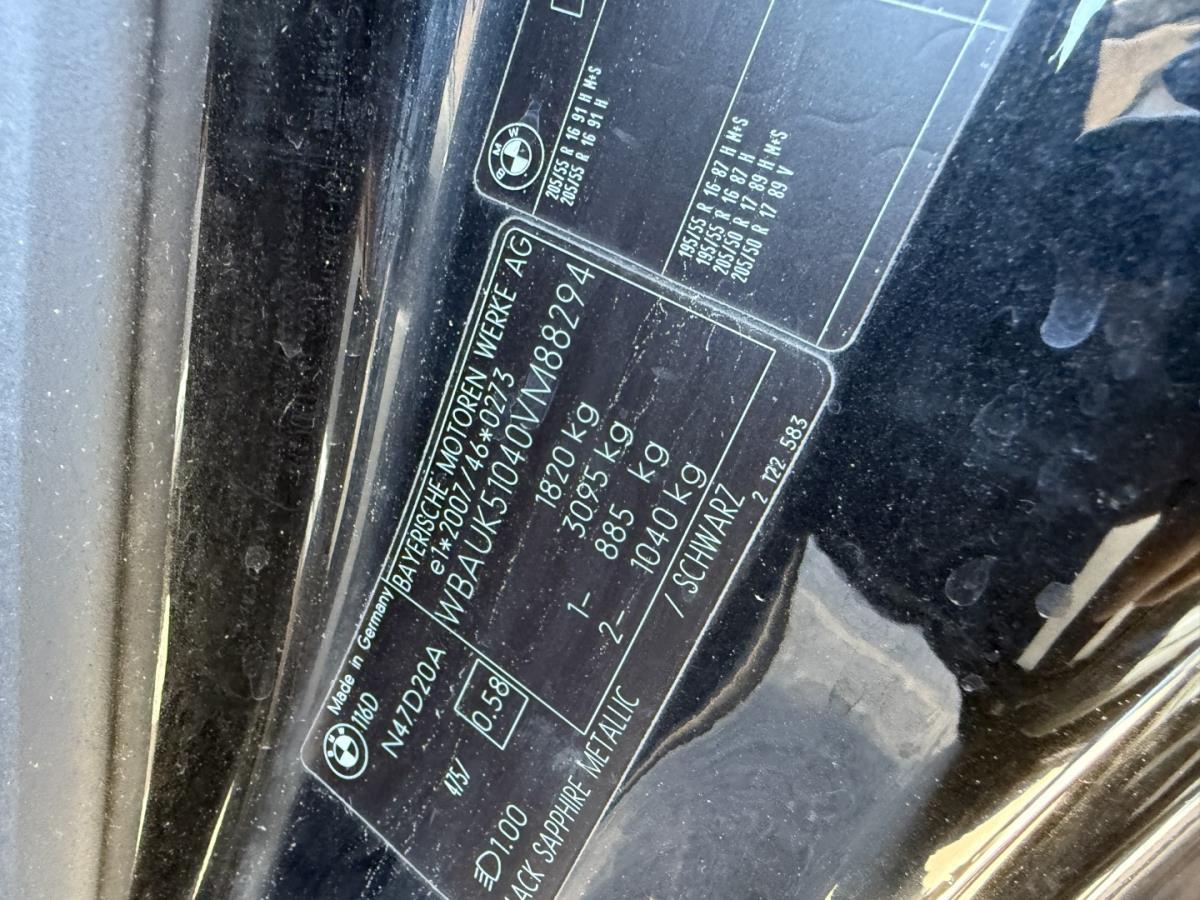 BMW
205/55 R 16 91 H M+S
205/55 R 16 91 H
195/55 R 16 87 H M+S
195/55 R 16 87 H
205/50 R 17 89 H M+S
205/50 R 17 89 V
Made in Germany
BAYERISCHE MOTOREN WERKE AG
116D
e1*2007/46*0273
N47D20A
WBAUK51040VM88294
4757
0.58
1820 kg
3095 kg
1- 885 kg
2- 1040 kg
1.00
SAPPHIRE METALLIC / SCHWARZ
2 122 583